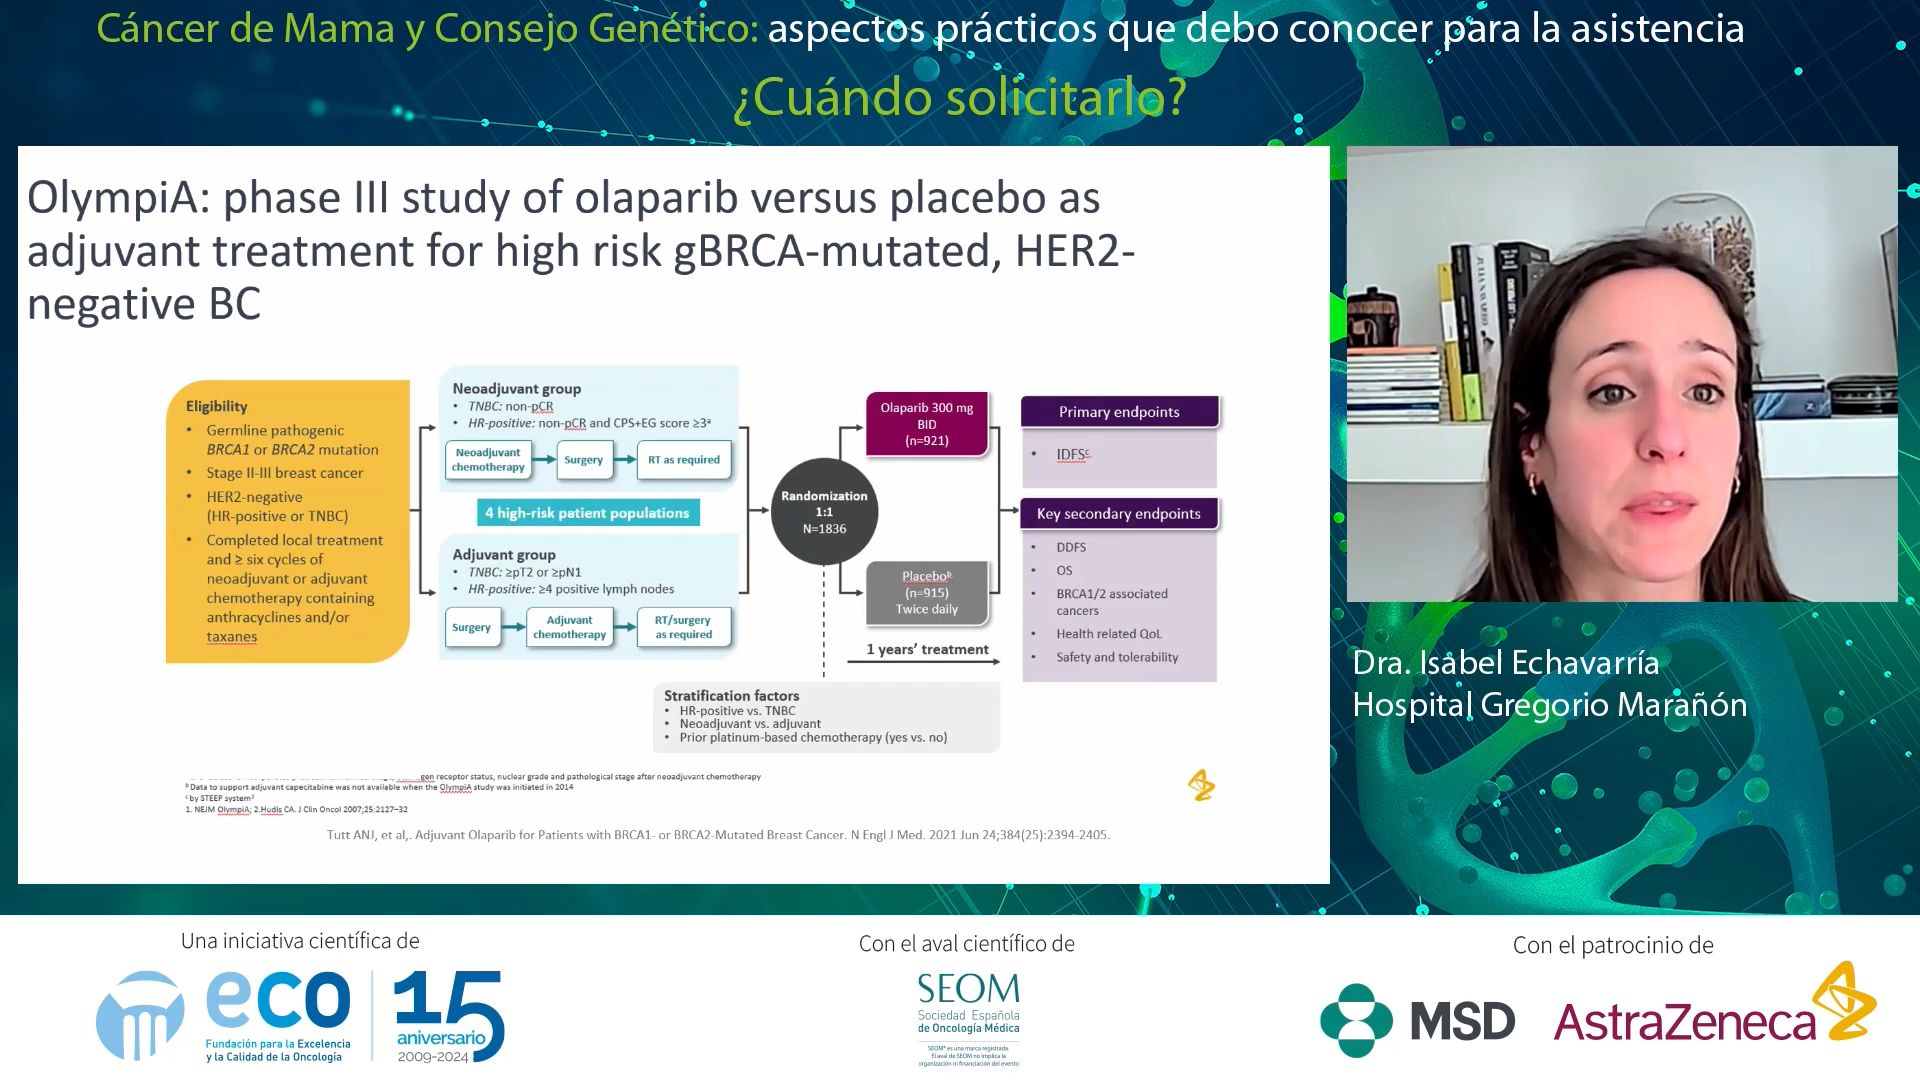 Cáncer de Mama y Consejo Genético: aspectos prácticos que debo conocer para la asistencia
¿Cuándo solicitarlo?
OlympiA: phase III study of olaparib versus placebo as
adjuvant treatment for high risk gBRCA-mutated, HER2-
negative BC
Eligibility
• Germline pathogenic
BRCA1 or BRCA2 mutation
• Stage II-III breast cancer
• HER2-negative
(HR-positive or TNBC)
• Completed local treatment
and ≥ six cycles of
neoadjuvant or adjuvant
chemotherapy containing
anthracyclines and/or
taxanes
Neoadjuvant group
• TNBC: non-pCR
• HR-positive: non-pCR and CPS+EG score ≥3ª
Neoadjuvant
chemotherapy
Surgery
RT as required
4 high-risk patient populations
Adjuvant group
• TNBC: ≥pT2 or ≥pN1
• HR-positive: ≥4 positive lymph nodes
Surgery
Adjuvant
chemotherapy
RT/surgery
as required
Randomization
1:1
N=1836
Olaparib 300 mg
BID
(n=921)
Placeboᵇ
(n=915)
Twice daily
1 years’ treatment
Primary endpoints
• IDFSᶜ
Key secondary endpoints
• DDFS
• OS
• BRCA1/2 associated
cancers
• Health related QoL
• Safety and tolerability
Stratification factors
• HR-positive vs. TNBC
• Neoadjuvant vs. adjuvant
• Prior platinum-based chemotherapy (yes vs. no)
gen receptor status, nuclear grade and pathological stage after neoadjuvant chemotherapy
ᵇ Data to support adjuvant capecitabine was not available when the OlympiA study was initiated in 2014
ᶜ by STEEP system²
1. NEJM OlympiA; 2.Hudis CA. J Clin Oncol 2007;25:2127–32
Tutt ANJ, et al,. Adjuvant Olaparib for Patients with BRCA1- or BRCA2-Mutated Breast Cancer. N Engl J Med. 2021 Jun 24;384(25):2394-2405.
Dra. Isabel Echavarría
Hospital Gregorio Marañón
Una iniciativa científica de
eco
Fundación para la Excelencia
y la Calidad de la Oncología
15
aniversario
2009-2024
Con el aval científico de
SEOM
Sociedad Española
de Oncología Médica
SEOM® es una marca registrada.
El aval de SEOM no implica la
organización ni financiación del evento
Con el patrocinio de
MSD
AstraZeneca